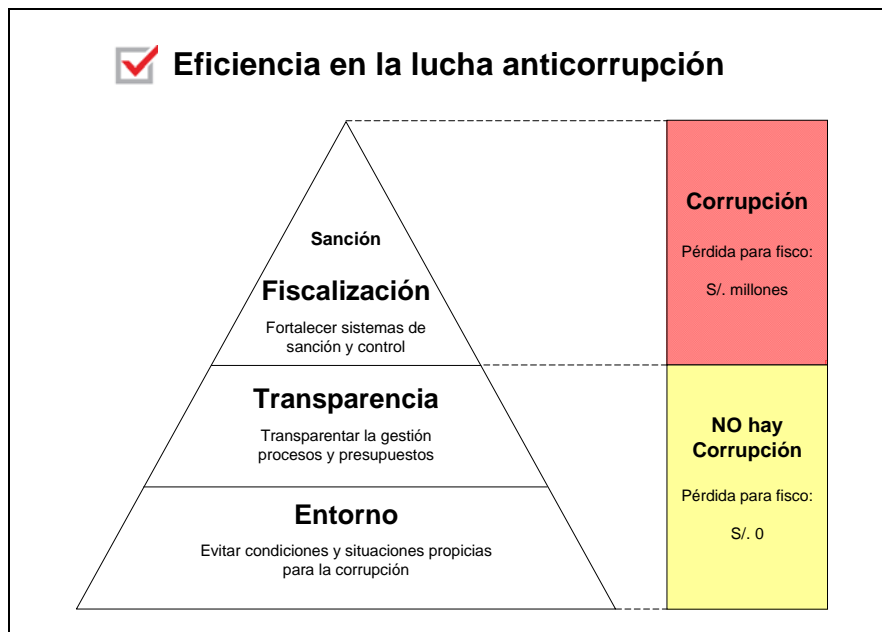 Eficiencia en la lucha anticorrupción
Sanción
Fiscalización
Fortalecer sistemas de
sanción y control
Transparencia
Transparentar la gestión
procesos y presupuestos
Entorno
Evitar condiciones y situaciones propicias
para la corrupción
Corrupción
Pérdida para fisco:
S/. millones
NO hay
Corrupción
Pérdida para fisco:
S/. 0